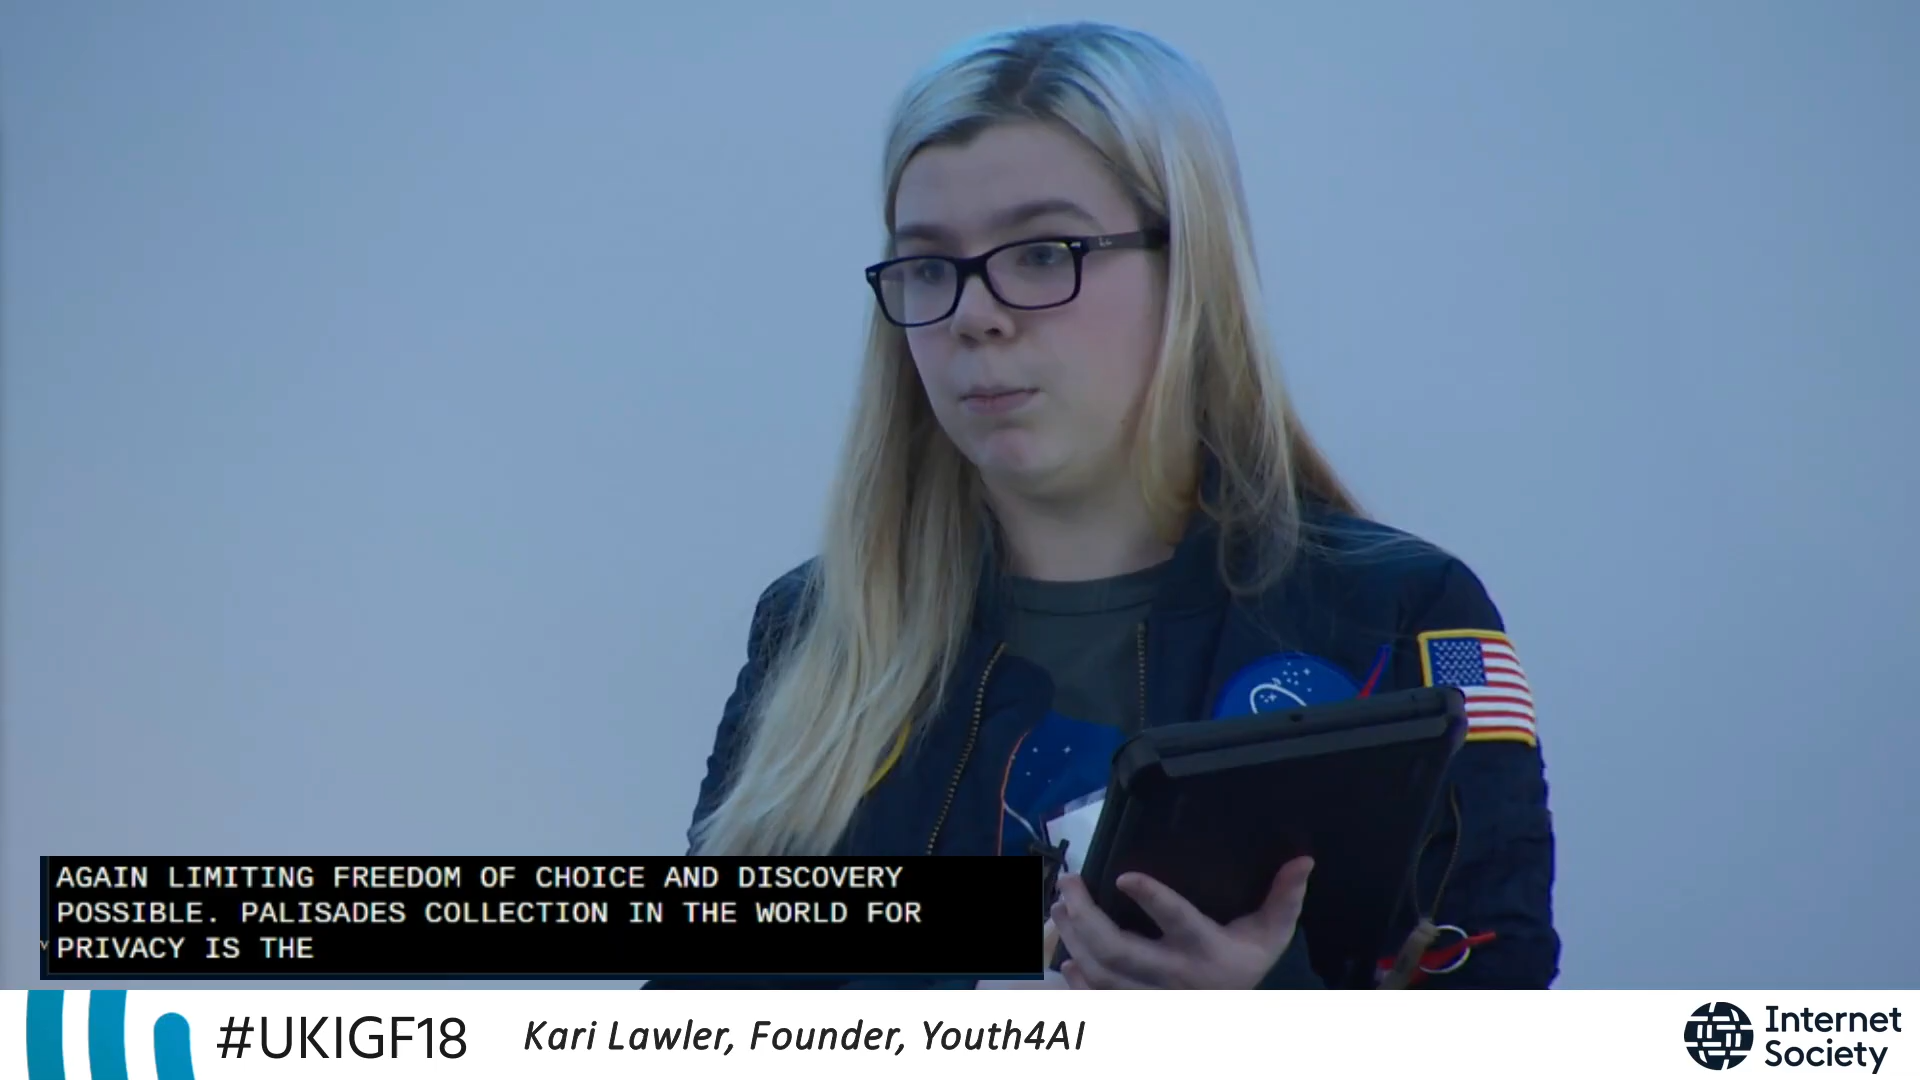 AGAIN LIMITING FREEDOM OF CHOICE AND DISCOVERY
POSSIBLE. PALISADES COLLECTION IN THE WORLD FOR
PRIVACY IS THE
#UKIGF18
Kari Lawler, Founder, Youth4AI
Internet
Society